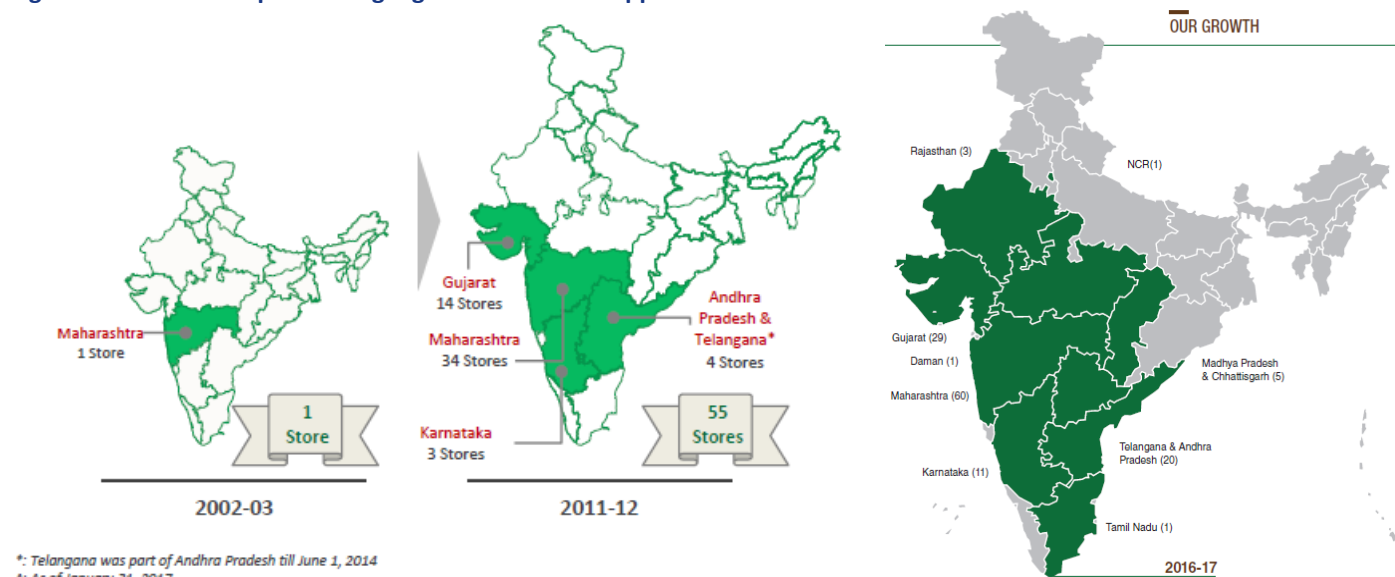 Maharashtra
1 Store
1
Store
2002-03
Gujarat
14 Stores
Maharashtra
34 Stores
Karnataka
3 Stores
Andhra
Pradesh &
Telangana*
4 Stores
55
Stores
2011-12
OUR GROWTH
Rajasthan (3)
NCR(1)
Gujarat (29)
Daman (1)
Maharashtra (60)
Karnataka (11)
Madhya Pradesh
& Chhattisgarh (5)
Telangana & Andhra
Pradesh (20)
Tamil Nadu (1)
2016-17
*: Telangana was part of Andhra Pradesh till June 1, 2014